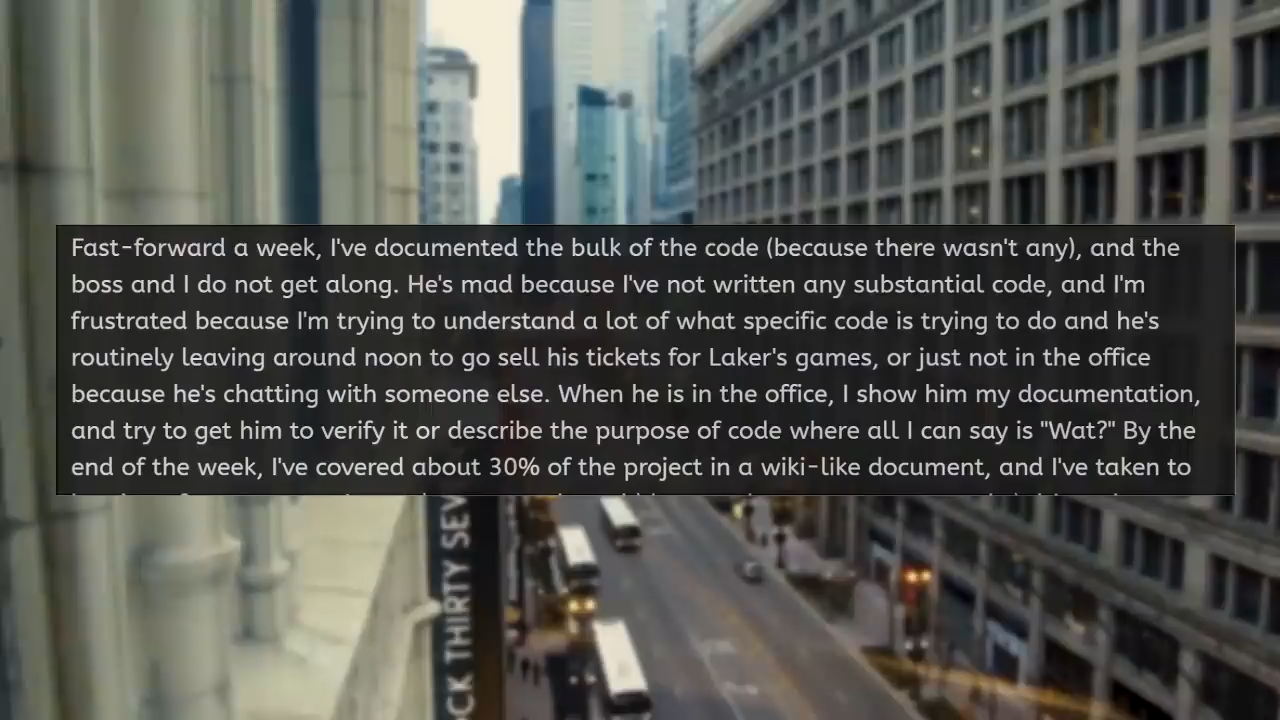 Fast-forward a week, I've documented the bulk of the code (because there wasn't any), and the
boss and I do not get along. He's mad because I've not written any substantial code, and I'm
frustrated because I'm trying to understand a lot of what specific code is trying to do and he's
routinely leaving around noon to go sell his tickets for Laker's games, or just not in the office
because he's chatting with someone else. When he is in the office, I show him my documentation,
and try to get him to verify it or describe the purpose of code where all I can say is "Wat?" By the
end of the week, I've covered about 30% of the project in a wiki-like document, and I've taken to
THIRTY